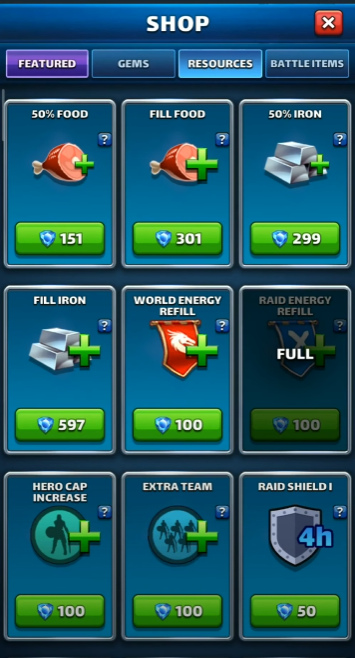 SHOP
FEATURED
GEMS
RESOURCES
BATTLE ITEMS
50% FOOD
?
151
FILL FOOD
?
301
50% IRON
?
299
FILL IRON
?
597
WORLD ENERGY
REFILL
?
100
RAID ENERGY
REFILL
?
FULL
100
HERO CAP
INCREASE
?
100
EXTRA TEAM
?
100
RAID SHIELD I
?
4h
50